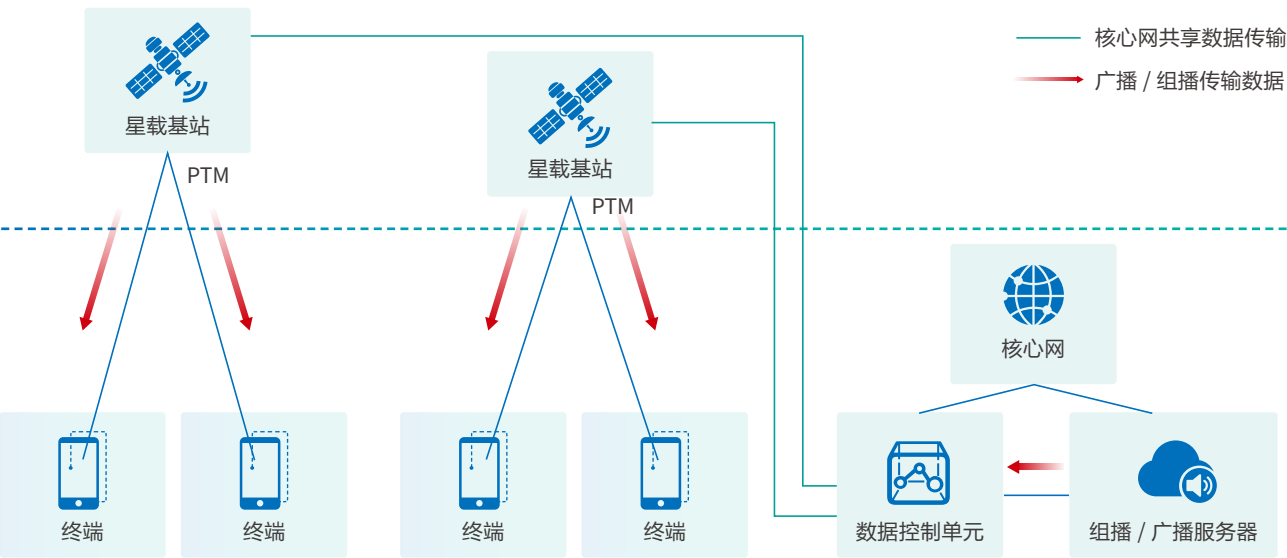 核心网共享数据传输
广播 / 组播传输数据
星载基站
PTM
星载基站
PTM
核心网
终端
终端
终端
终端
数据控制单元
组播 / 广播服务器